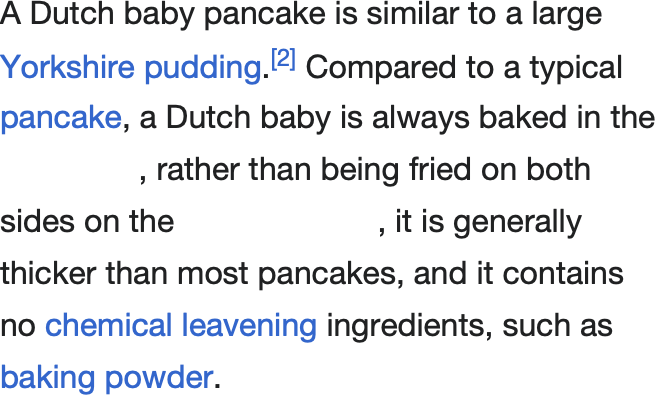 A Dutch baby pancake is similar to a large
Yorkshire pudding.[2] Compared to a typical
pancake, a Dutch baby is always baked in the
, rather than being fried on both
sides on the , it is generally
thicker than most pancakes, and it contains
no chemical leavening ingredients, such as
baking powder.